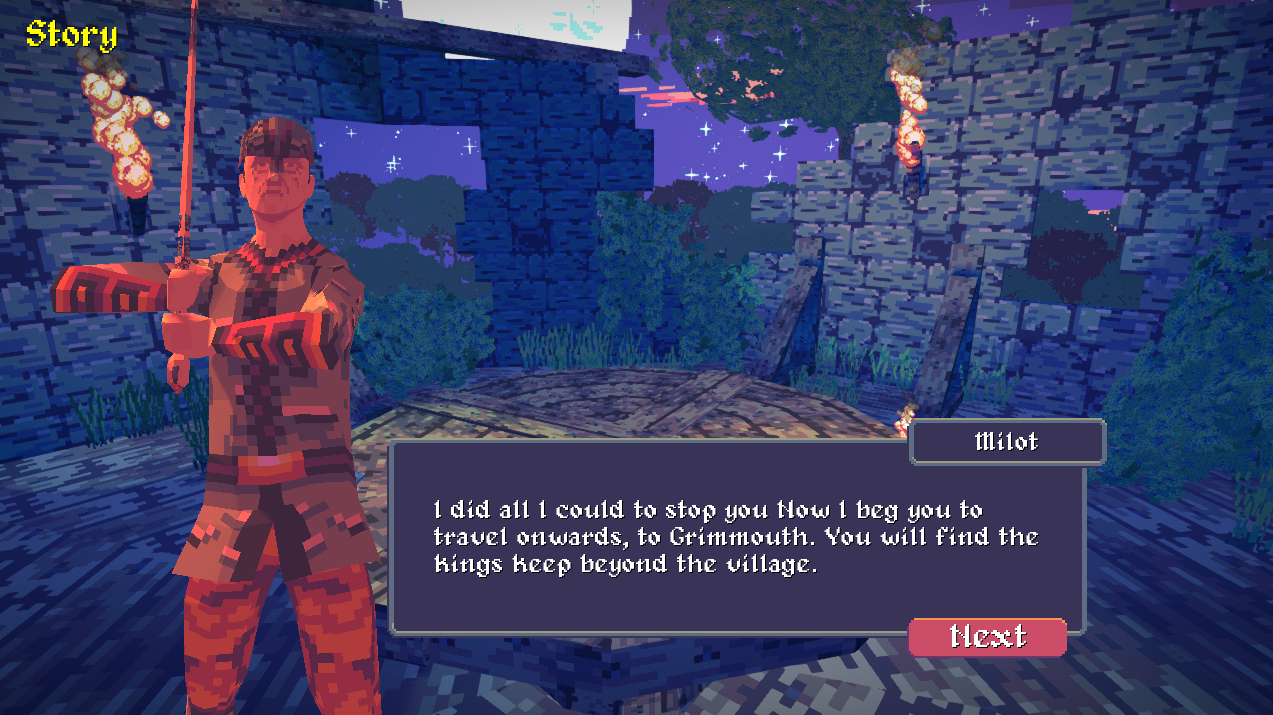 Story
Milot
I did all I could to stop you Now I beg you to
travel onwards, to Grimmouth. You will find the
kings keep beyond the village.
Next